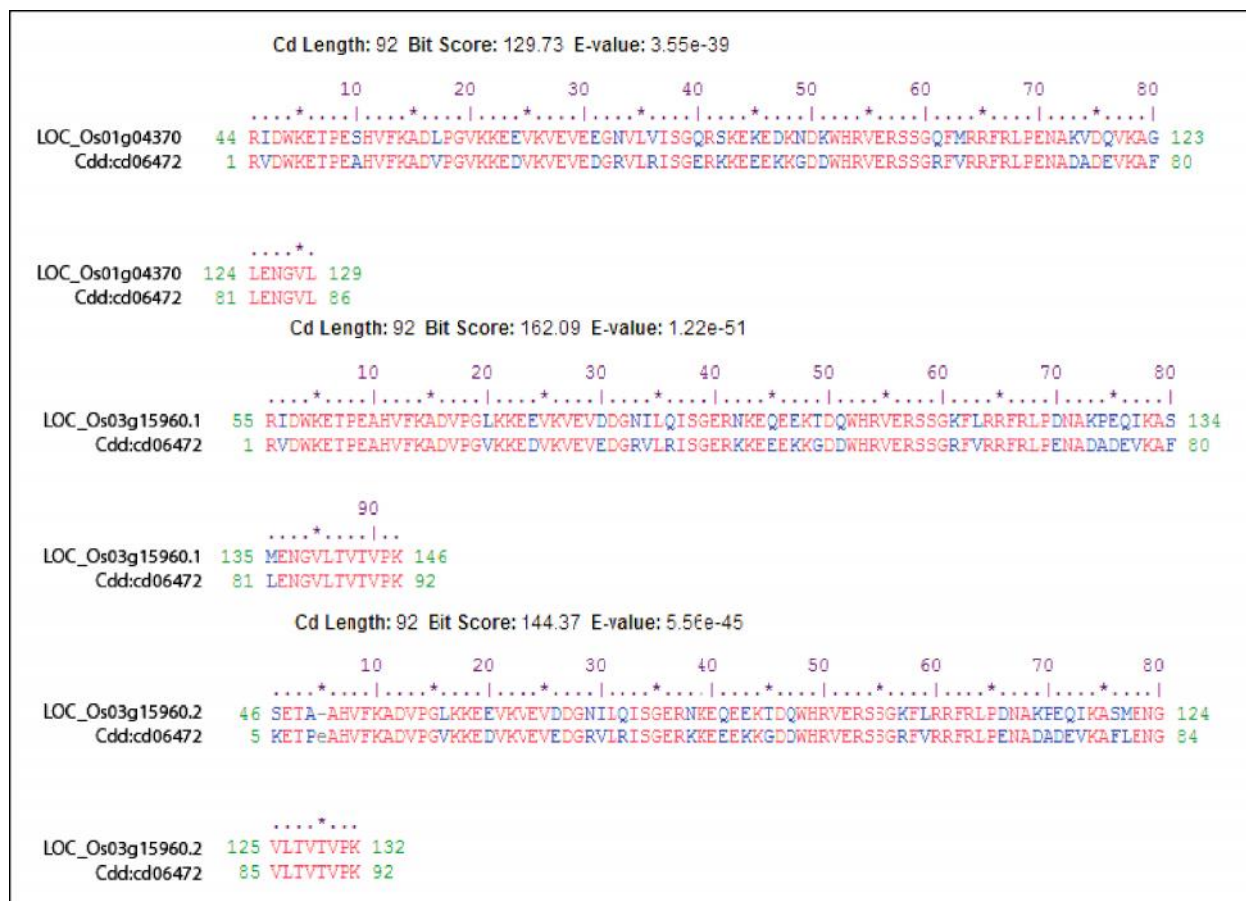 Cd Length: 92 Bit Score: 129.73 E-value: 3.55e-39
10 20 30 40 50 60 70 80
....*....|....*....|....*....|....*....|....*....|....*....|....*....|....*....|
LOC_Os01g04370 44 RIDWKETPESHVFKADLPGVKKEEVKVEVEEGNVLVISGQRSKEKEDKNDKWHRVERSSGQFMRRFRLPENAKVDQVKAG 123
Cdd:cd06472 1 RVDWKETPEAHVFKADVPGVKKEDVKVEVEDGRVLRISGERKKEEEKKGDDWHRVERSSGRFVRRFRLPENADADEVKAF 80
....*.
LOC_Os01g04370 124 LENGVL 129
Cdd:cd06472 81 LENGVL 86
Cd Length: 92 Bit Score: 162.09 E-value: 1.22e-51
10 20 30 40 50 60 70 80
....*....|....*....|....*....|....*....|....*....|....*....|....*....|....*....|
LOC_Os03g15960.1 55 RIDWKETPEAHVFKADVPGLKKEEVKVEVDDGNILQISGERNKEQEEKTDQWHRVERSSGKFLRRFRLPDNAKPEQIKAS 134
Cdd:cd06472 1 RVDWKETPEAHVFKADVPGVKKEDVKVEVEDGRVLRISGERKKEEEKKGDDWHRVERSSGRFVRRFRLPENADADEVKAF 80
90
....*....|..
LOC_Os03g15960.1 135 MENGVLTVTVPK 146
Cdd:cd06472 81 LENGVLTVTVPK 92
Cd Length: 92 Bit Score: 144.37 E-value: 5.56e-45
10 20 30 40 50 60 70 80
....*....|....*....|....*....|....*....|....*....|....*....|....*....|....*....|
LOC_Os03g15960.2 46 SETA-AHVFKADVPGLKKEEVKVEVDDGNILQISGERNKEQEEKTDQWHRVERSSGKFLRRFRLPDNAKPEQIKASMENG 124
Cdd:cd06472 5 KETPeAHVFKADVPGVKKEDVKVEVEDGRVLRISGERKKEEEKKGDDWHRVERSSGRFVRRFRLPENADADEVKAFLENG 84
....*...
LOC_Os03g15960.2 125 VLTVTVPK 132
Cdd:cd06472 85 VLTVTVPK 92